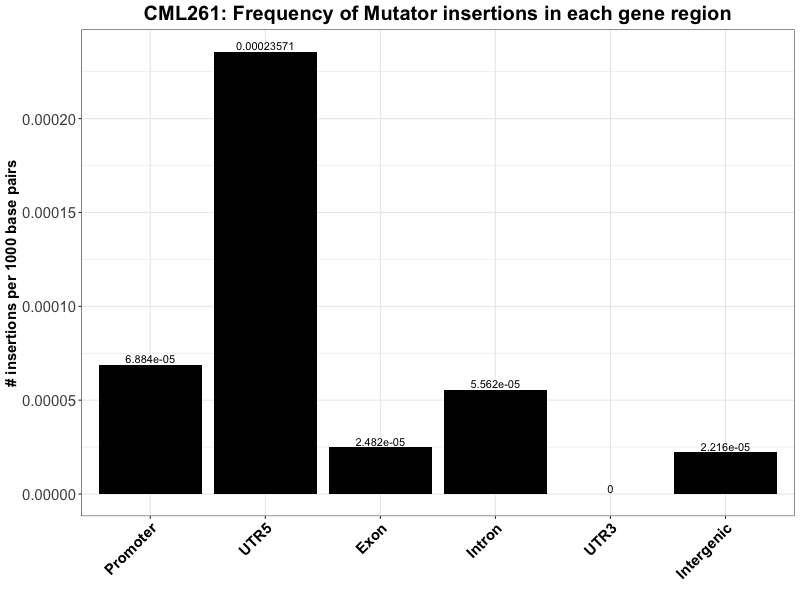 CML261: Frequency of Mutator insertions in each gene region
# insertions per 1000 base pairs
0.00020
0.00015
0.00010
0.00005
0.00000
6.884e-05
0.00023571
2.482e-05
5.562e-05
0
2.216e-05
Promoter
UTR5
Exon
Intron
UTR3
Intergenic